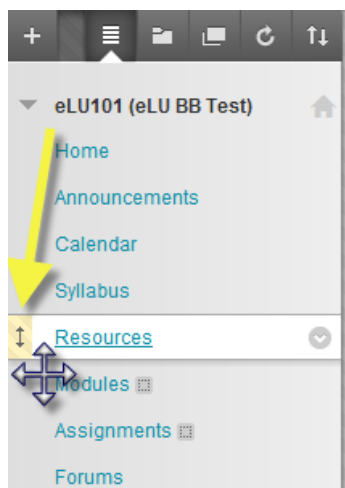 eLU101 (eLU BB Test)
Home
Announcements
Calendar
Syllabus
Resources
Modules
Assignments
Forums